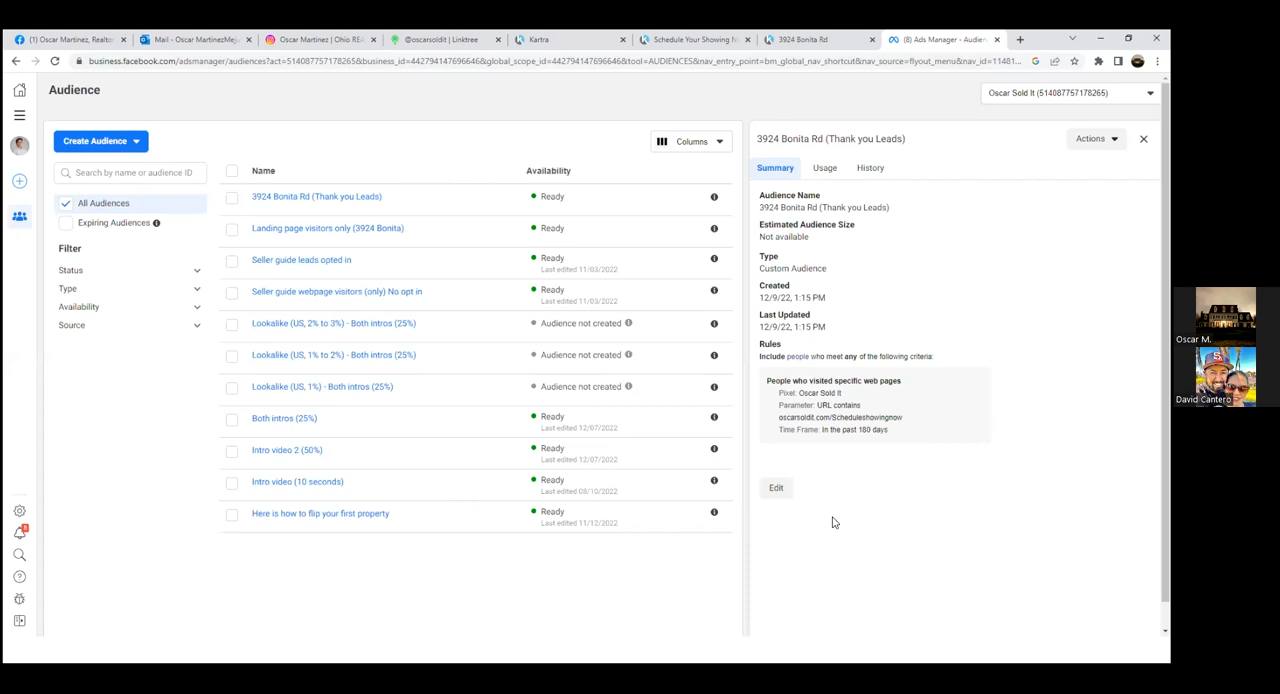 (1) Oscar Martinez, Realto
Mail - Oscar MartinezMej
Oscar Martinez | Ohio RE
@oscarsoldit | Linktree
Kartra
Schedule Your Showing N
3924 Bonita Rd
(8) Ads Manager - Audien
business.facebook.com/adsmanager/audiences?act=514087757178265&business_id=442794147696646&global_scope_id=442794147696646&tool=AUDIENCES&nav_entry_point=bm_global_nav_shortcut&nav_source=flyout_menu&nav_id=11481...
Audience
Oscar Sold It (514087757178265)
Create Audience
Columns
Search by name or audience ID
All Audiences
Expiring Audiences
Filter
Status
Type
Availability
Source
Name Availability
3924 Bonita Rd (Thank you Leads) Ready
Landing page visitors only (3924 Bonita) Ready
Seller guide leads opted in Ready
Last edited 11/03/2022
Seller guide webpage visitors (only) No opt in Ready
Last edited 11/03/2022
Lookalike (US, 2% to 3%) - Both intros (25%) Audience not created
Lookalike (US, 1% to 2%) - Both intros (25%) Audience not created
Lookalike (US, 1%) - Both intros (25%) Audience not created
Both intros (25%) Ready
Last edited 12/07/2022
Intro video 2 (50%) Ready
Last edited 12/07/2022
Intro video (10 seconds) Ready
Last edited 08/10/2022
Here is how to flip your first property Ready
Last edited 11/12/2022
3924 Bonita Rd (Thank you Leads)
Actions
Summary Usage History
Audience Name
3924 Bonita Rd (Thank you Leads)
Estimated Audience Size
Not available
Type
Custom Audience
Created
12/9/22, 1:15 PM
Last Updated
12/9/22, 1:15 PM
Rules
Include people who meet any of the following criteria:
People who visited specific web pages
Pixel: Oscar Sold It
Parameter: URL contains
oscarsoldit.com/Scheduleshowingnow
Time Frame: In the past 180 days
Edit
Oscar M.
David Cantero